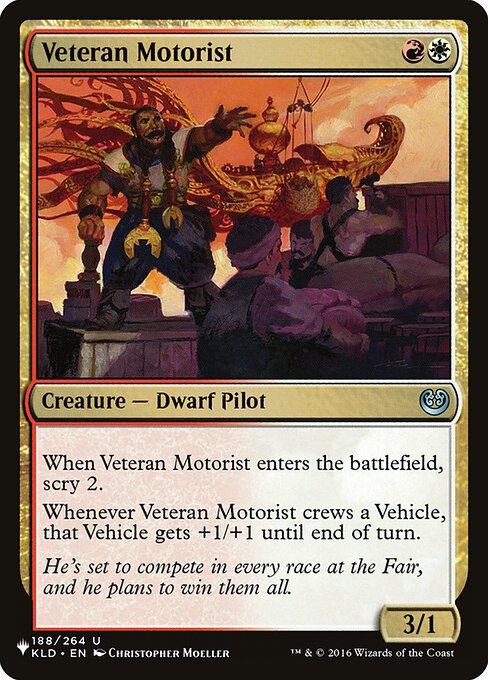 Veteran Motorist
Creature — Dwarf Pilot
When Veteran Motorist enters the battlefield,
scry 2.
Whenever Veteran Motorist crews a Vehicle,
that Vehicle gets +1/+1 until end of turn.
He's set to compete in every race at the Fair,
and he plans to win them all.
3/1
188/264 U
KLD • EN Christopher Moeller
™ & © 2016 Wizards of the Coast